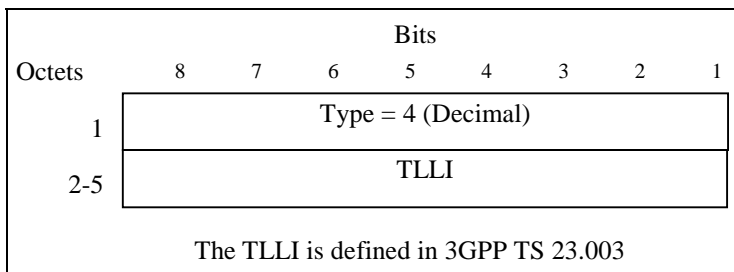 Bits
Octets 8 7 6 5 4 3 2 1
1 Type = 4 (Decimal)
2-5 TLLI
The TLLI is defined in 3GPP TS 23.003